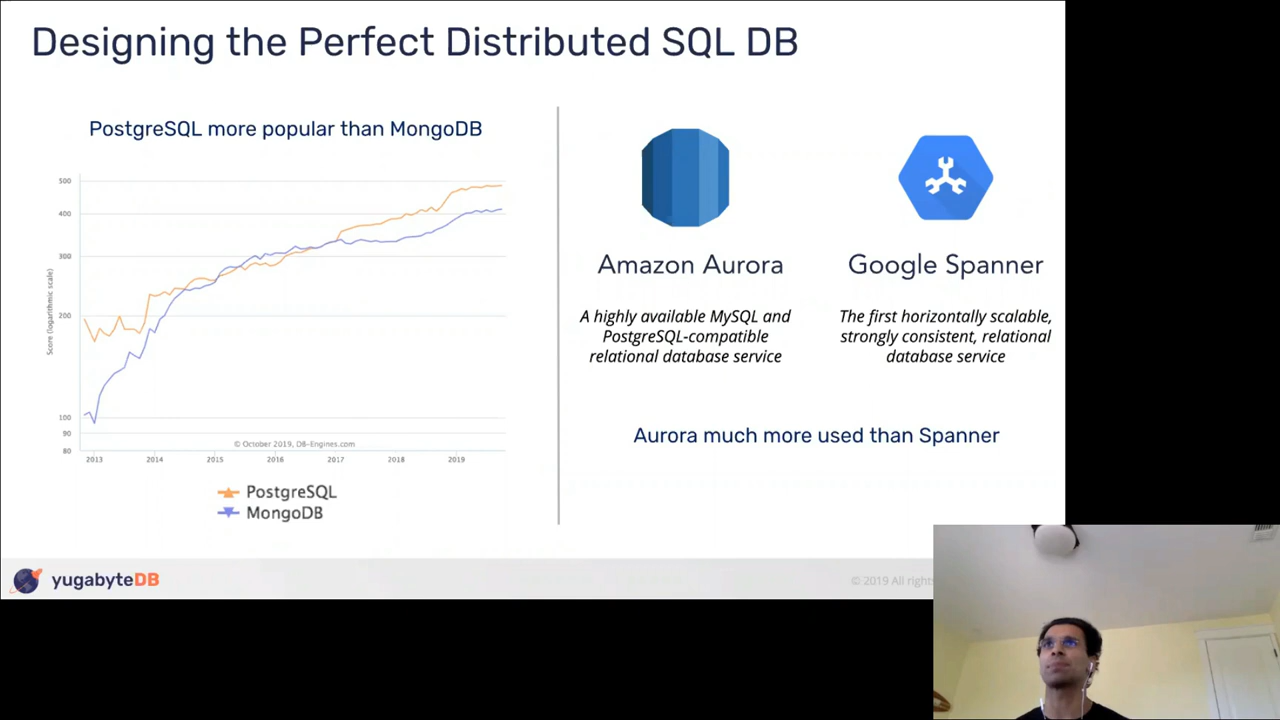 Designing the Perfect Distributed SQL DB
PostgreSQL more popular than MongoDB
500
400
300
200
100
90
80
Score (logarithmic scale)
© October 2019, DB-Engines.com
2013
2014
2015
2016
2017
2018
2019
PostgreSQL
MongoDB
Amazon Aurora
A highly available MySQL and
PostgreSQL-compatible
relational database service
Google Spanner
The first horizontally scalable,
strongly consistent, relational
database service
Aurora much more used than Spanner
yugabyteDB
© 2019 All rights